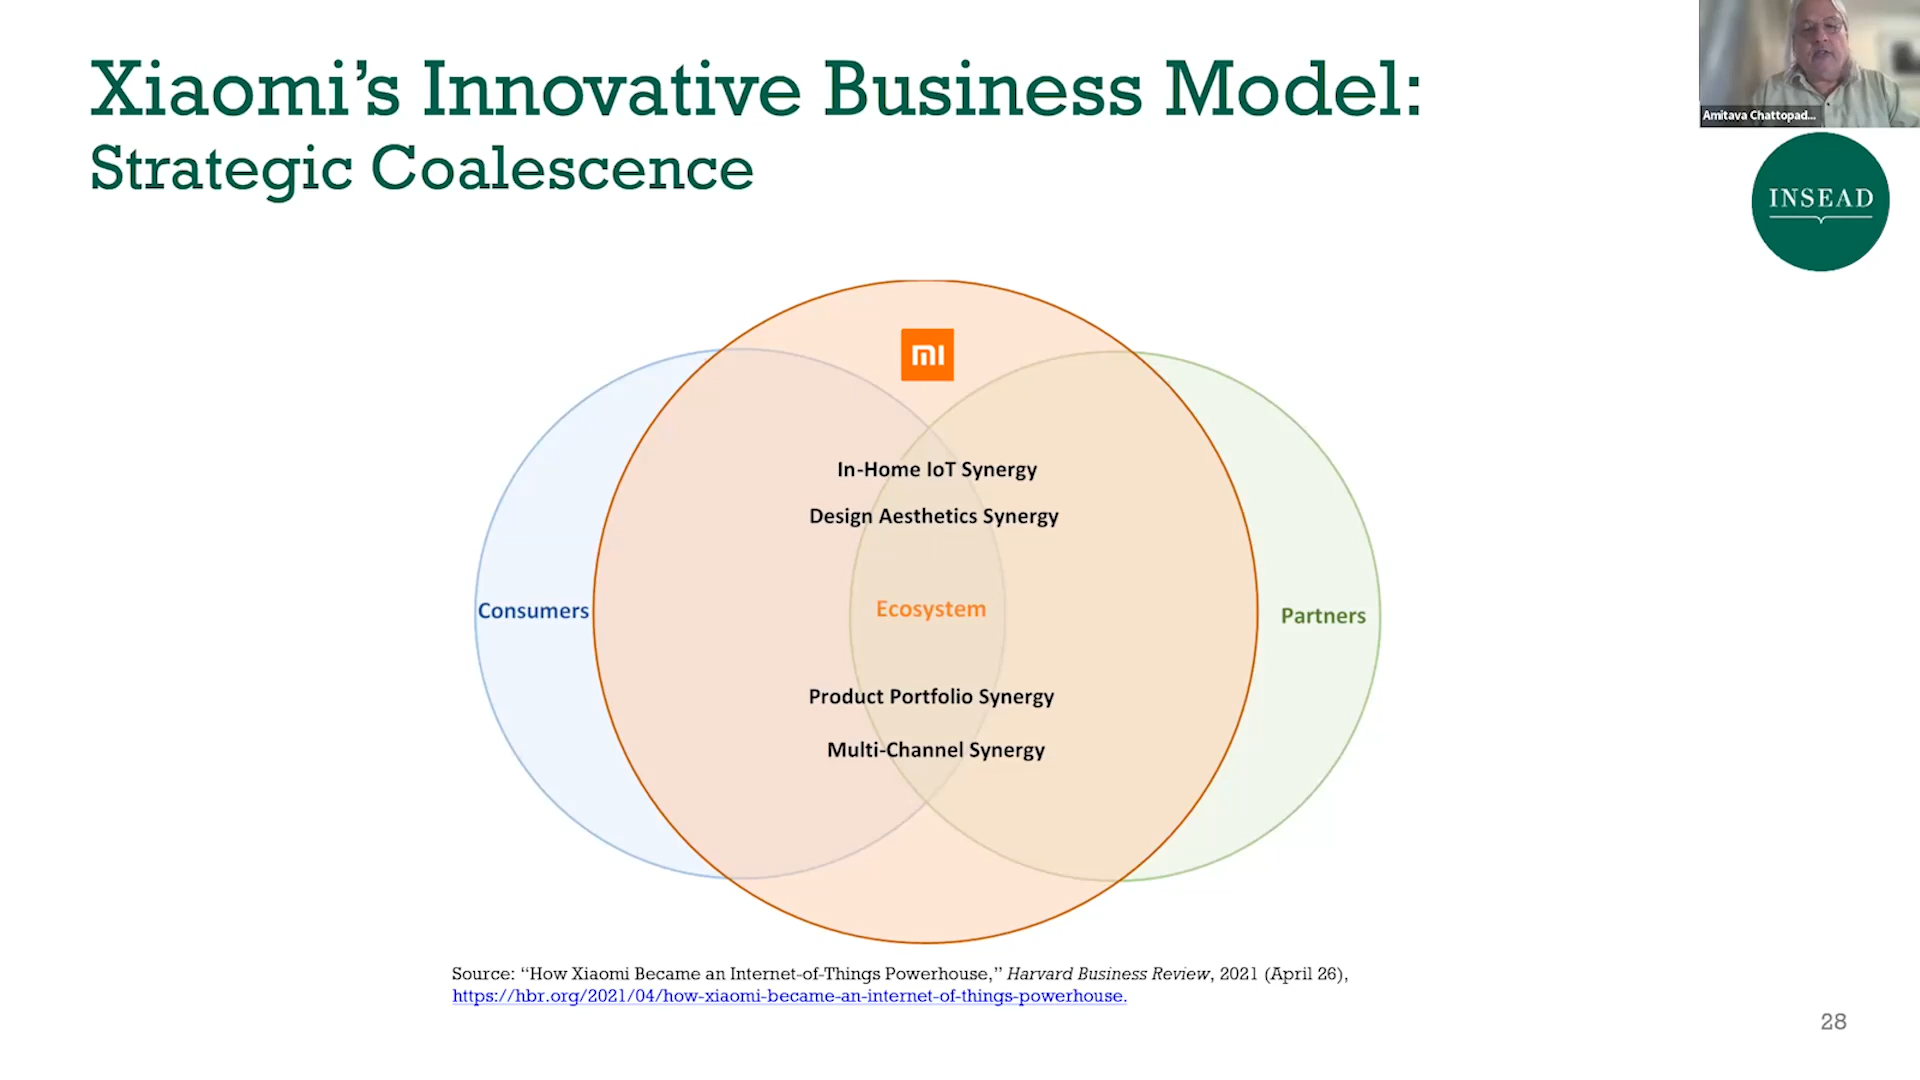 Xiaomi’s Innovative Business Model:
Strategic Coalescence
Amitava Chattopad...
INSEAD
mi
In-Home IoT Synergy
Design Aesthetics Synergy
Consumers
Ecosystem
Partners
Product Portfolio Synergy
Multi-Channel Synergy
Source: “How Xiaomi Became an Internet-of-Things Powerhouse,” Harvard Business Review, 2021 (April 26),
https://hbr.org/2021/04/how-xiaomi-became-an-internet-of-things-powerhouse.
28